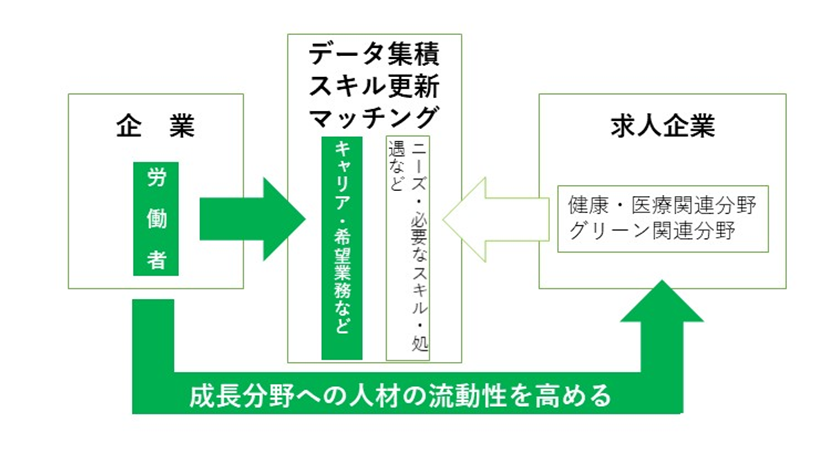 企　業
労働者
データ集積
スキル更新
マッチング
キャリア・希望業務など
ニーズ・必要なスキル・処
遇など
求人企業
健康・医療関連分野
グリーン関連分野
成長分野への人材の流動性を高める